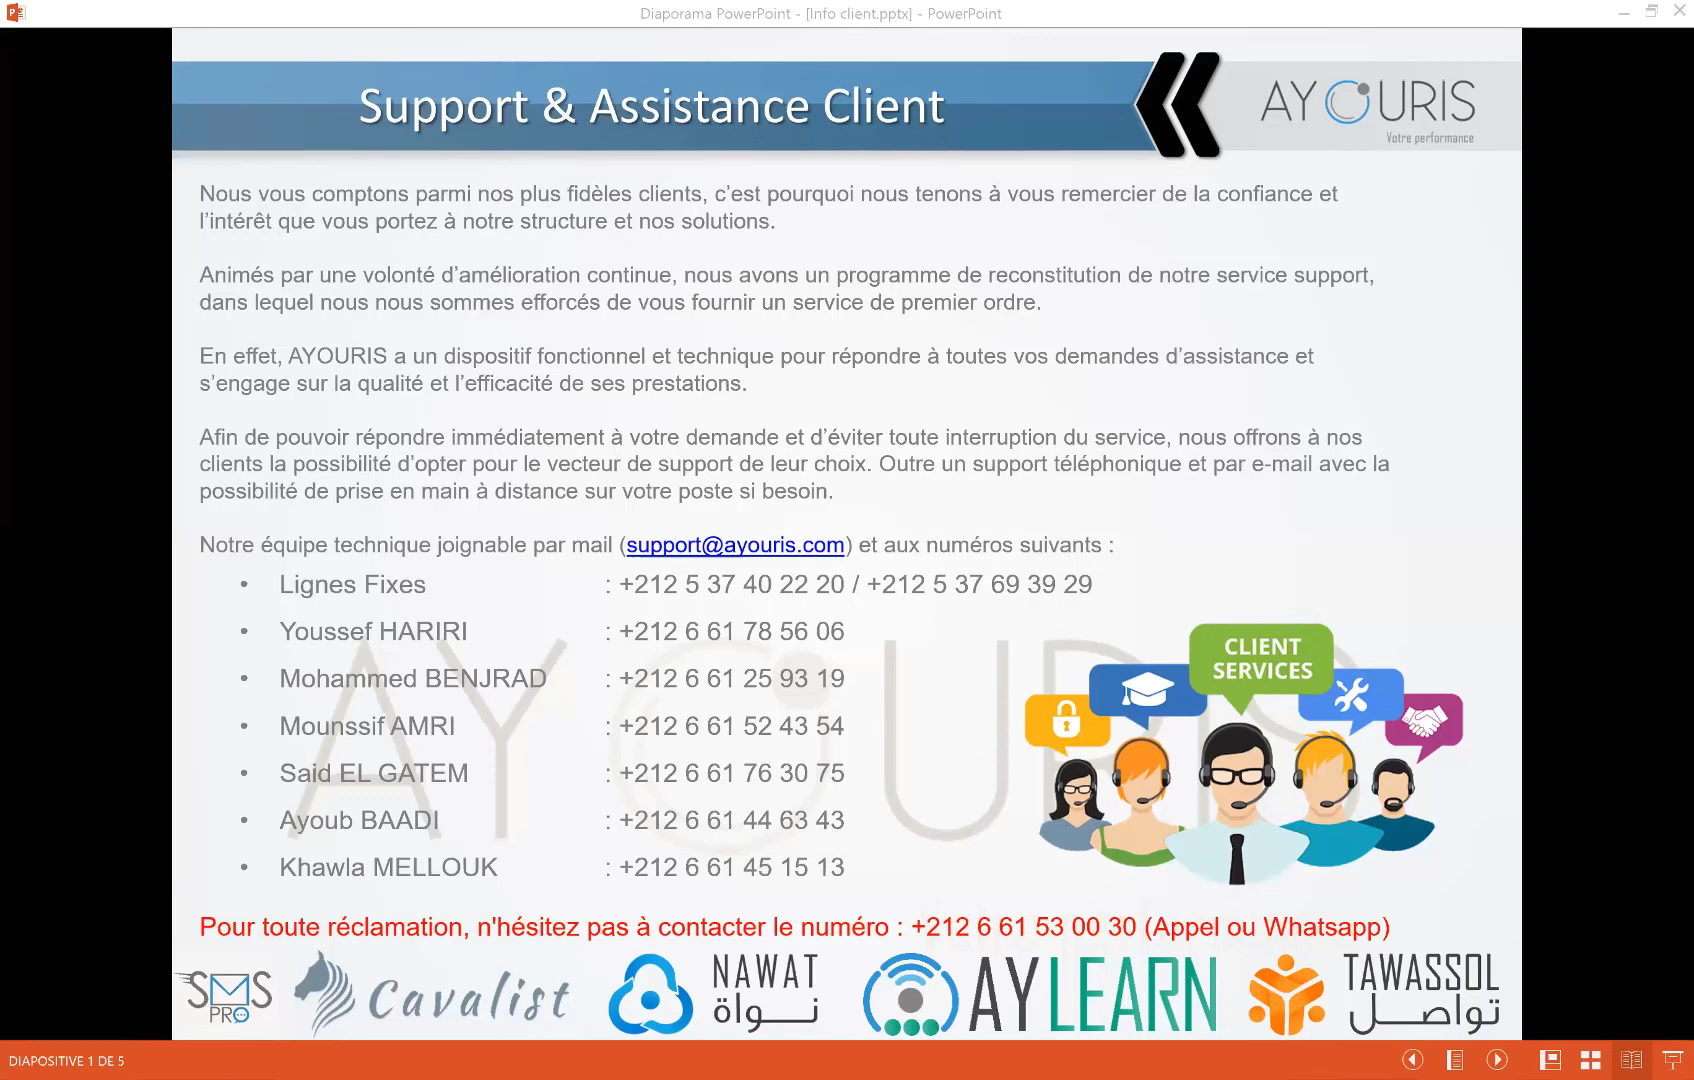 Diaporama PowerPoint - [Info client.pptx] - PowerPoint
Support & Assistance Client
AYOURIS
Votre performance
Nous vous comptons parmi nos plus fidèles clients, c’est pourquoi nous tenons à vous remercier de la confiance et
l’intérêt que vous portez à notre structure et nos solutions.
Animés par une volonté d’amélioration continue, nous avons un programme de reconstitution de notre service support,
dans lequel nous nous sommes efforcés de vous fournir un service de premier ordre.
En effet, AYOURIS a un dispositif fonctionnel et technique pour répondre à toutes vos demandes d’assistance et
s’engage sur la qualité et l’efficacité de ses prestations.
Afin de pouvoir répondre immédiatement à votre demande et d’éviter toute interruption du service, nous offrons à nos
clients la possibilité d’opter pour le vecteur de support de leur choix. Outre un support téléphonique et par e-mail avec la
possibilité de prise en main à distance sur votre poste si besoin.
Notre équipe technique joignable par mail (support@ayouris.com) et aux numéros suivants :
• Lignes Fixes : +212 5 37 40 22 20 / +212 5 37 69 39 29
• Youssef HARIRI : +212 6 61 78 56 06
• Mohammed BENJRAD : +212 6 61 25 93 19
• Mounssif AMRI : +212 6 61 52 43 54
• Said EL GATEM : +212 6 61 76 30 75
• Ayoub BAADI : +212 6 61 44 63 43
• Khawla MELLOUK : +212 6 61 45 15 13
CLIENT
SERVICES
AYOURIS
Pour toute réclamation, n'hésitez pas à contacter le numéro : +212 6 61 53 00 30 (Appel ou Whatsapp)
SMS
PRO
Cavalist
NAWAT
نواة
AYLEARN
TAWASSOL
تواصل
DIAPOSITIVE 1 DE 5